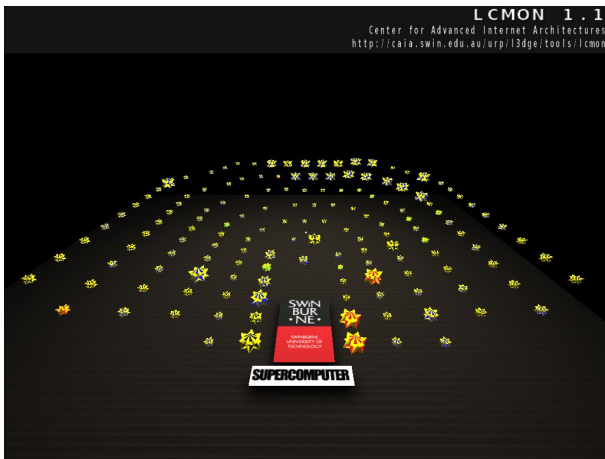 LCMON 1.1
Center for Advanced Internet Architectures
http://caia.swin.edu.au/urp/l3dge/tools/lcmon
SWIN
BUR
• NE •
SWINBURNE
UNIVERSITY OF
TECHNOLOGY
SUPERCOMPUTER